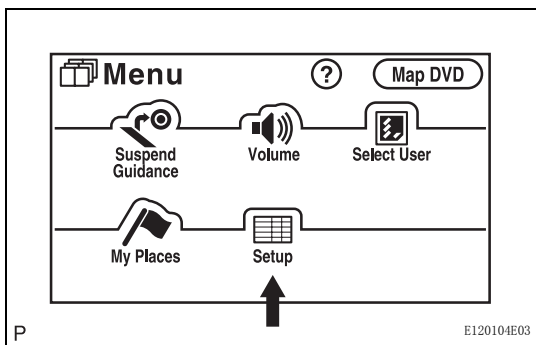 Menu
?
Map DVD
Suspend
Guidance
Volume
Select User
My Places
Setup
P
E120104E03